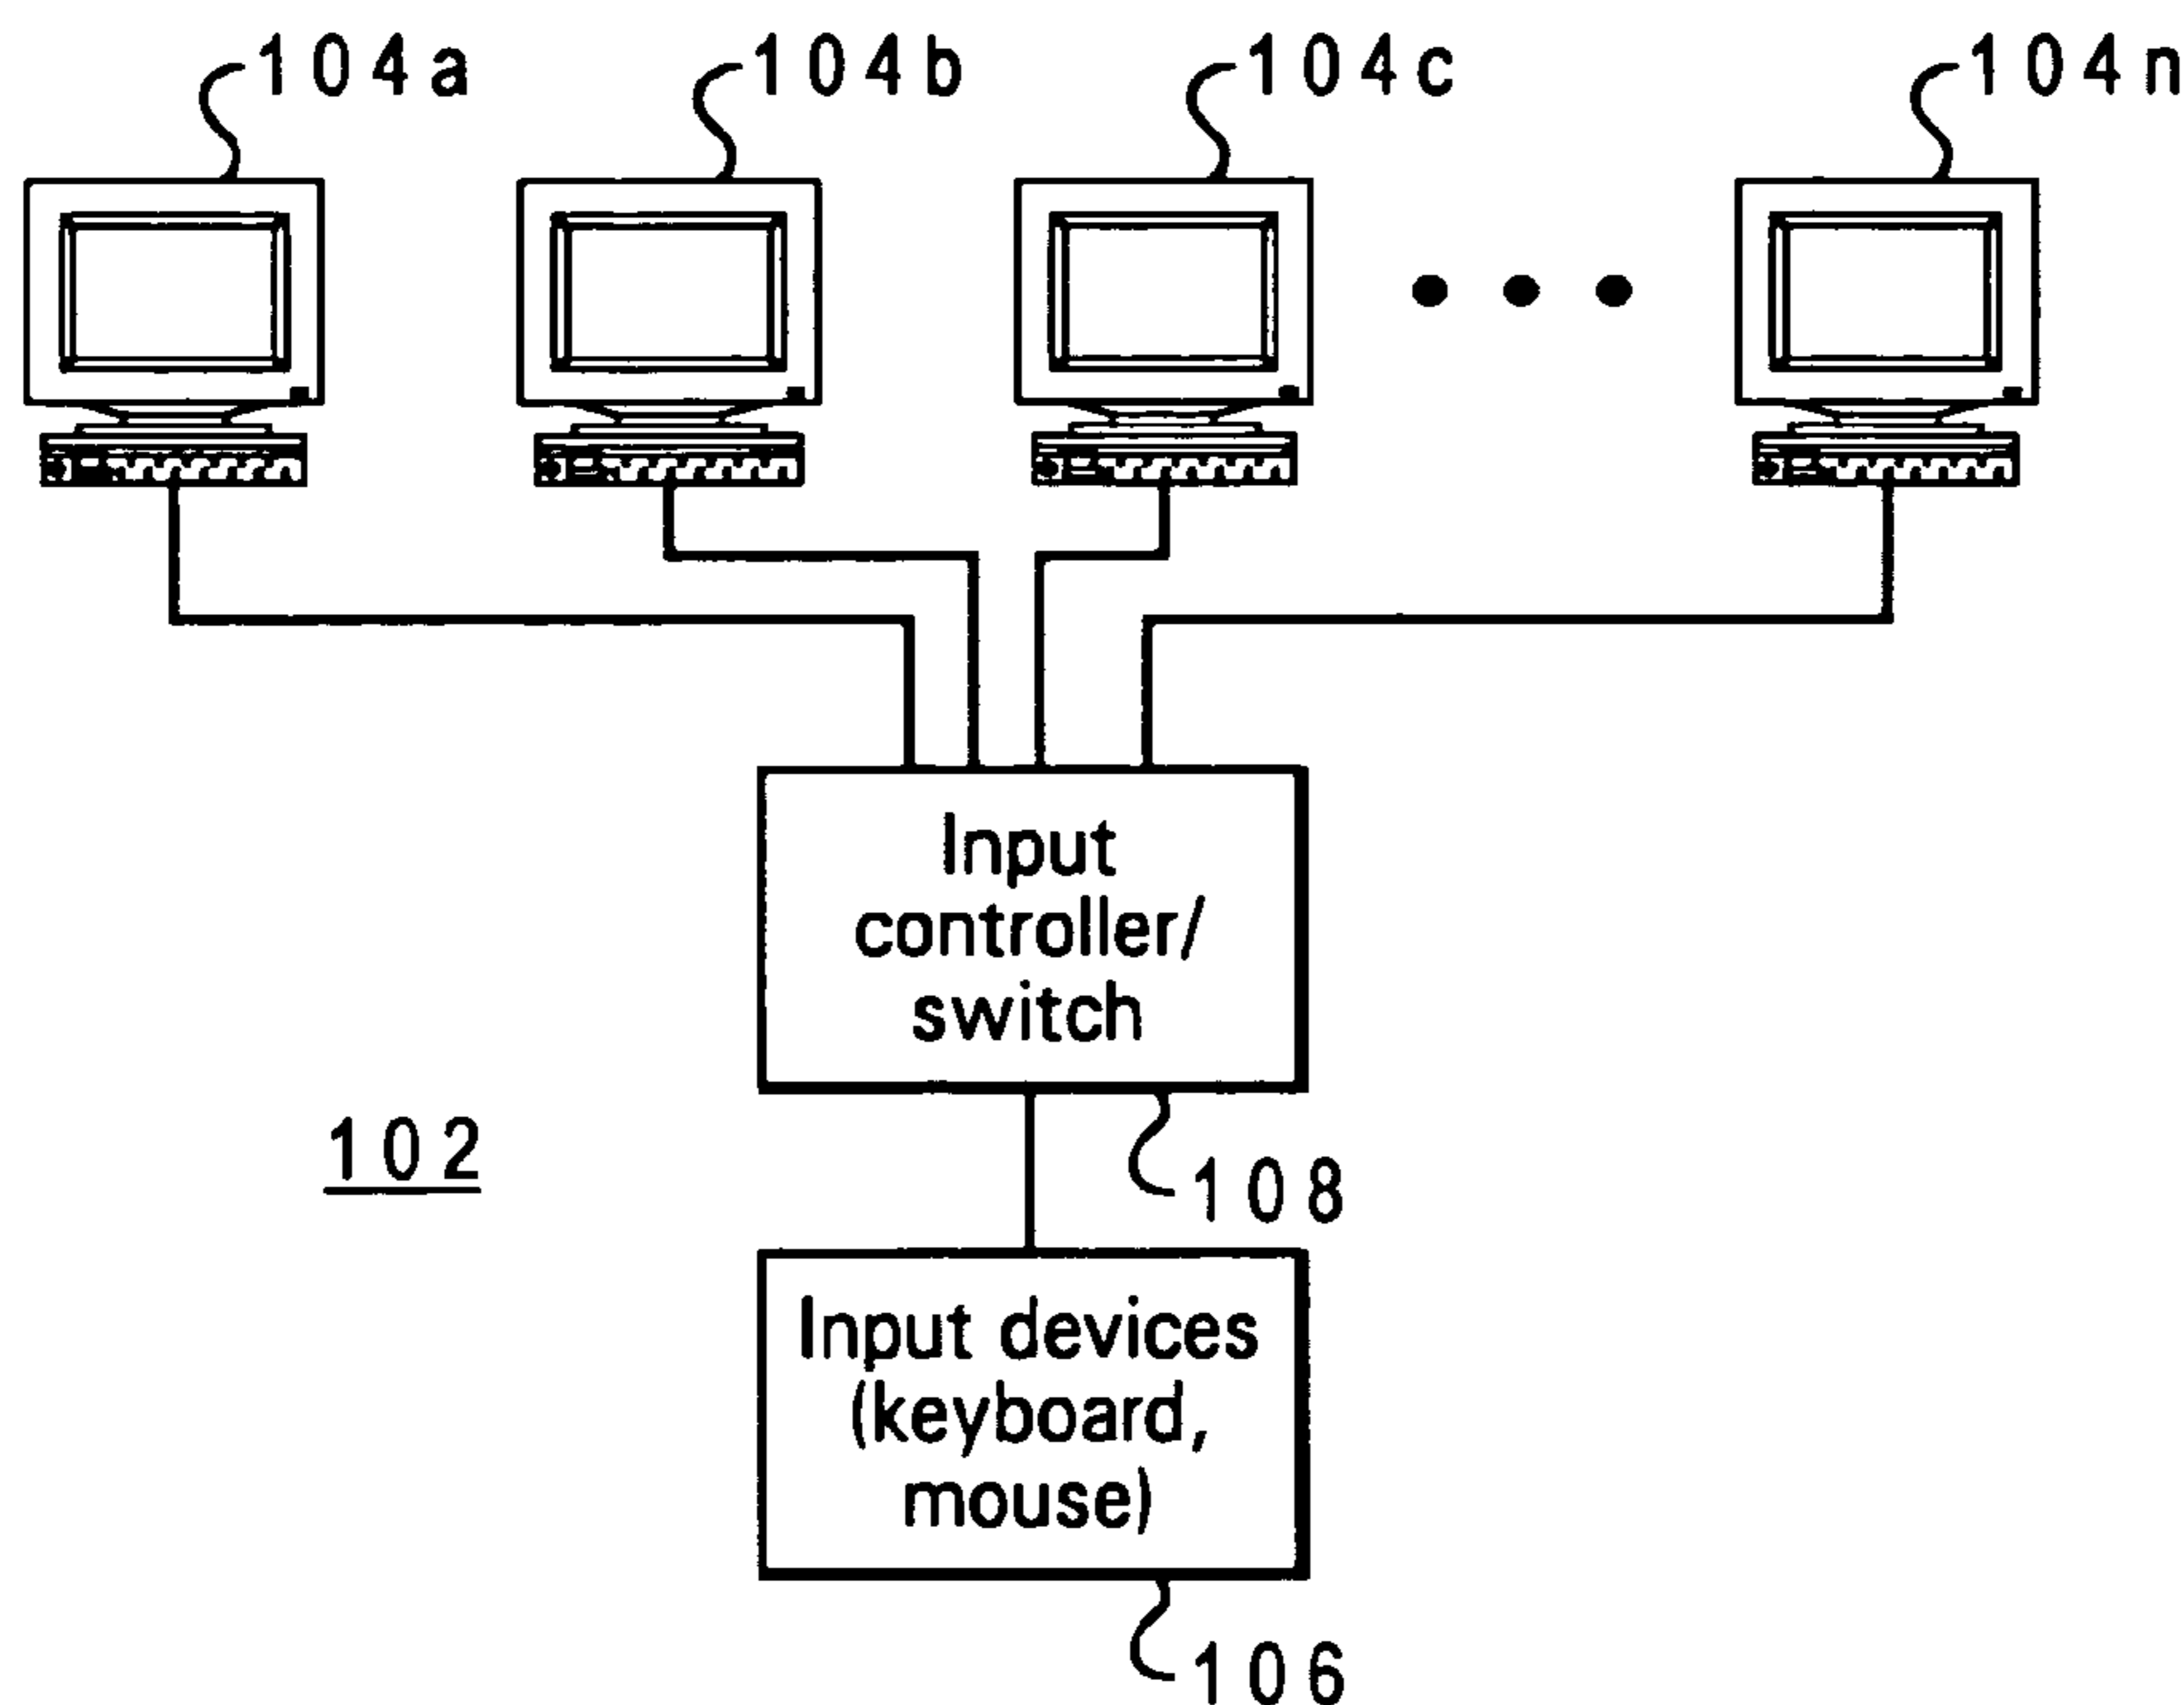 104a 104b 104c 104n
Input
controller/
switch
102
108
Input devices
(keyboard,
mouse)
106